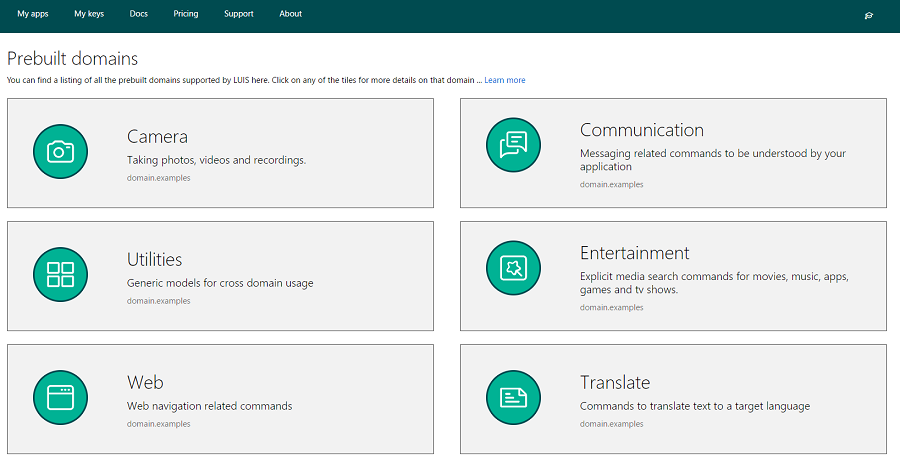 My apps My keys Docs Pricing Support About
Prebuilt domains
You can find a listing of all the prebuilt domains supported by LUIS here. Click on any of the tiles for more details on that domain ... Learn more
Camera
Taking photos, videos and recordings.
domain.examples
Communication
Messaging related commands to be understood by your
application
domain.examples
Utilities
Generic models for cross domain usage
domain.examples
Entertainment
Explicit media search commands for movies, music, apps,
games and tv shows.
domain.examples
Web
Web navigation related commands
domain.examples
Translate
Commands to translate text to a target language
domain.examples